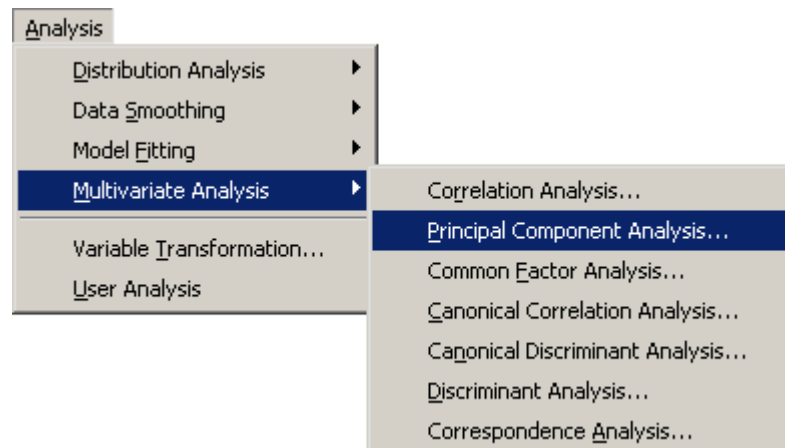 Analysis
Distribution Analysis
Data Smoothing
Model Fitting
Multivariate Analysis
Variable Transformation...
User Analysis
Correlation Analysis...
Principal Component Analysis...
Common Factor Analysis...
Canonical Correlation Analysis...
Canonical Discriminant Analysis...
Discriminant Analysis...
Correspondence Analysis...